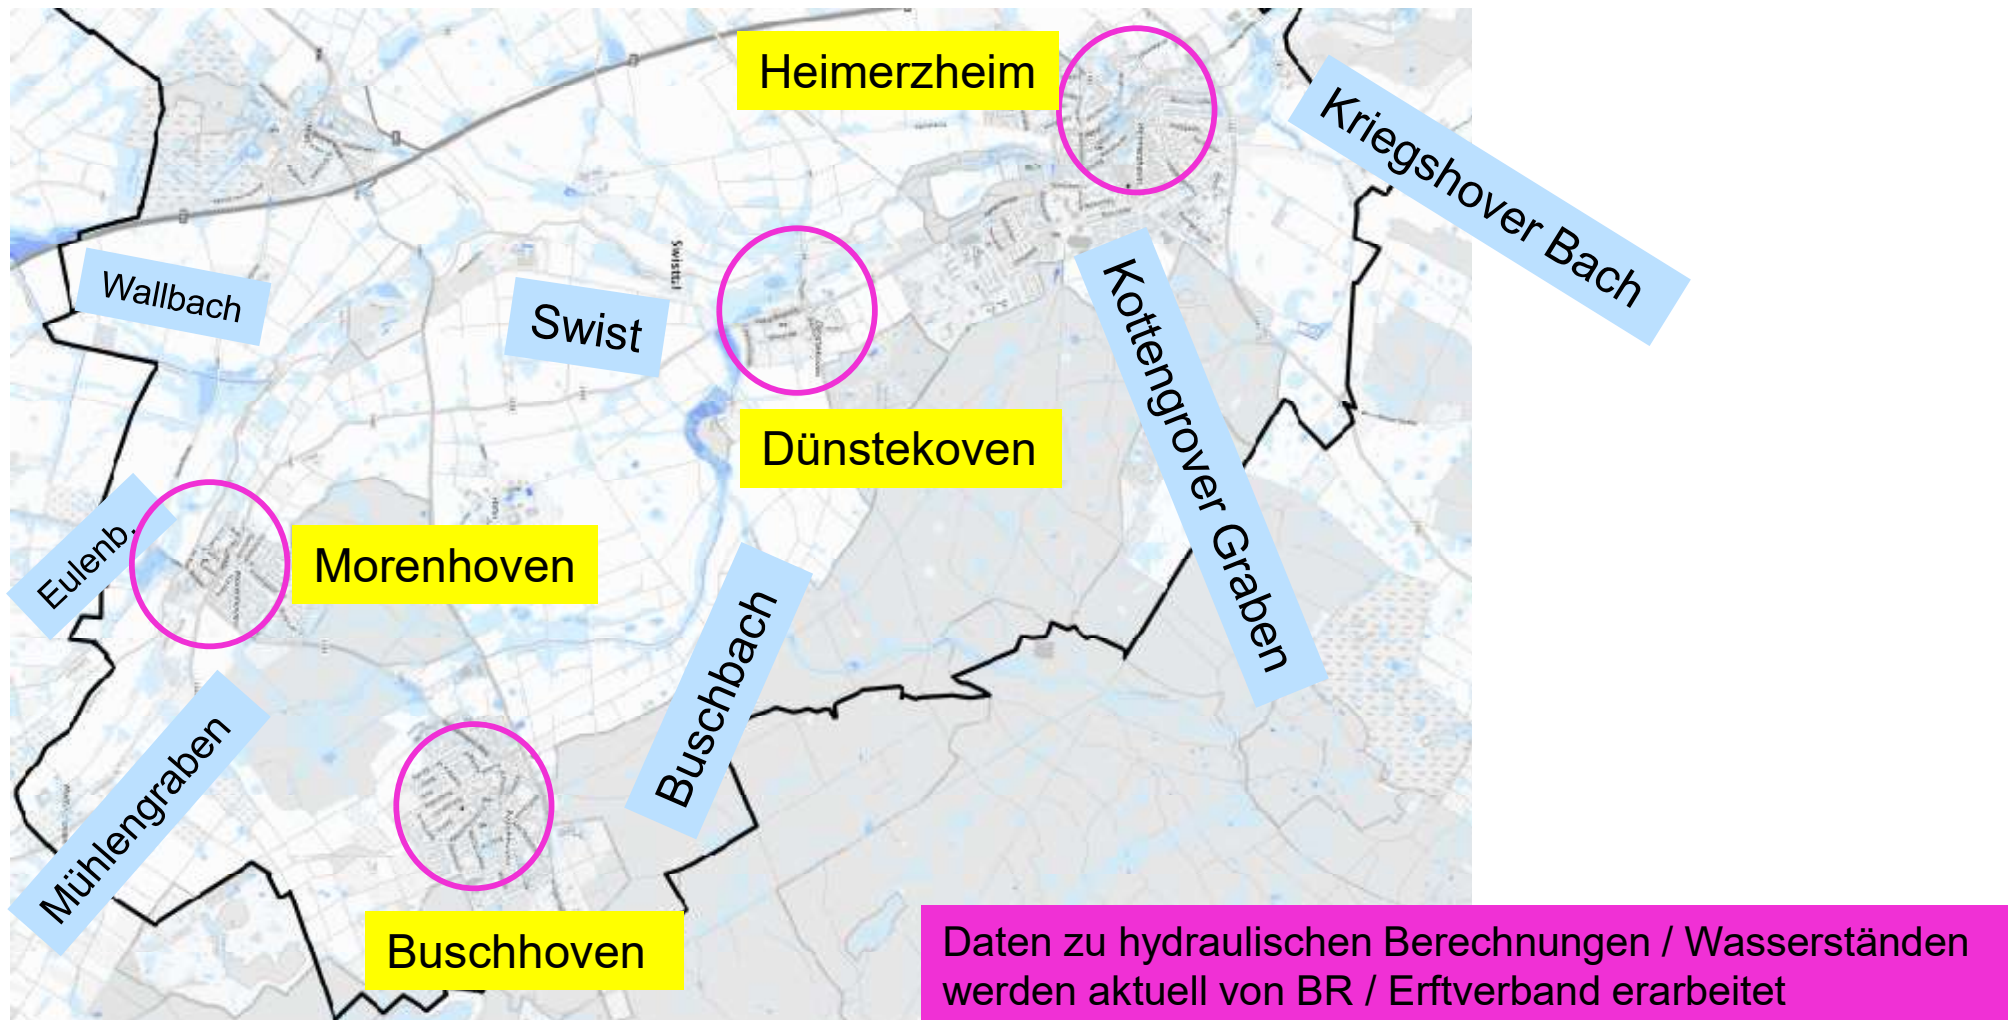 Heimerzheim
Kriegshover Bach
Swisttal
Wallbach
Swist
Kottengrover Graben
Dünstekoven
Eulenb.
Morenhoven
Buschbach
Mühlengraben
Buschhoven
Daten zu hydraulischen Berechnungen / Wasserständen
werden aktuell von BR / Erftverband erarbeitet